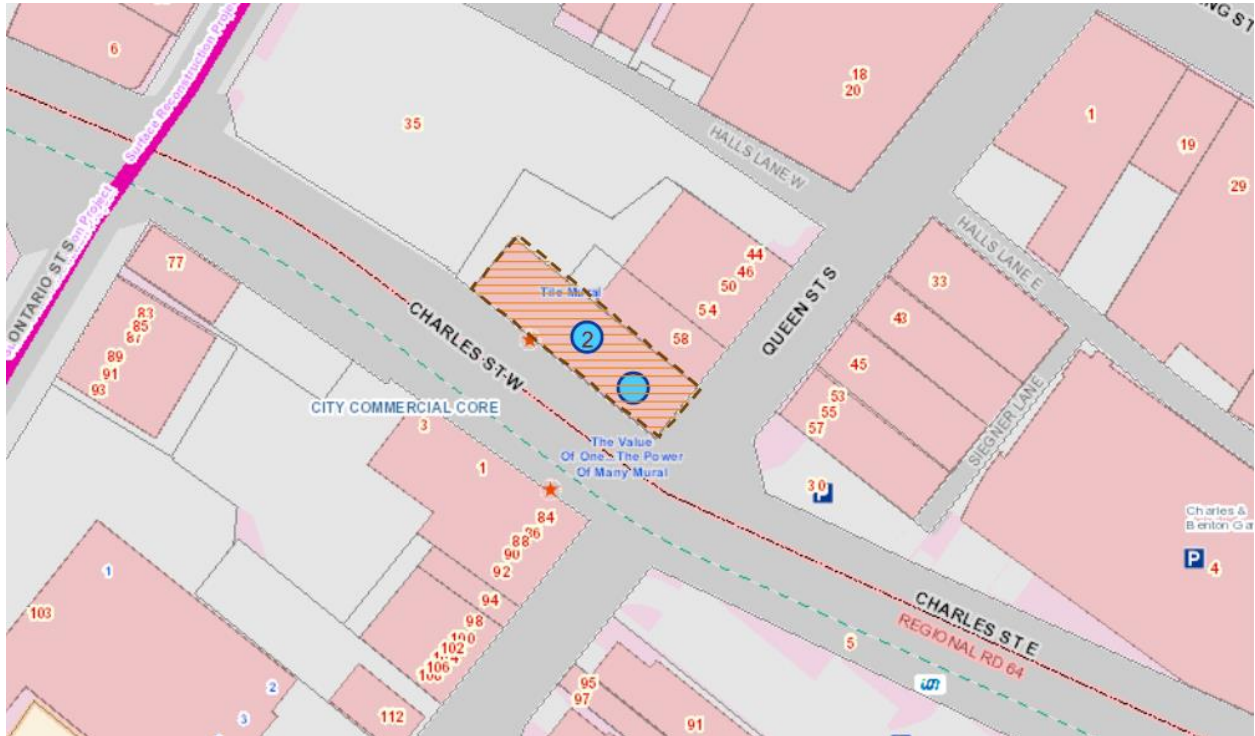 6
Surface Reconstruction Proje
on Project
ONTARIO ST S
35
18
20
HALLS LANE W
NG ST
1
19
29
HALLS LANE E
44
46
50
54
58
Tile Mural
2
QUEEN ST S
33
43
45
53
55
57
SIEGNER LANE
30
P
77
83
85
87
89
91
93
CHARLES ST W
CITY COMMERCIAL CORE
3
1
The Value
Of One...The Power
Of Many Mural
84
86
88
90
92
94
98
100
102
106
112
103
1
2
3
Charles &
Benton Ga
P
4
CHARLES ST E
REGIONAL RD 64
5
95
97
91